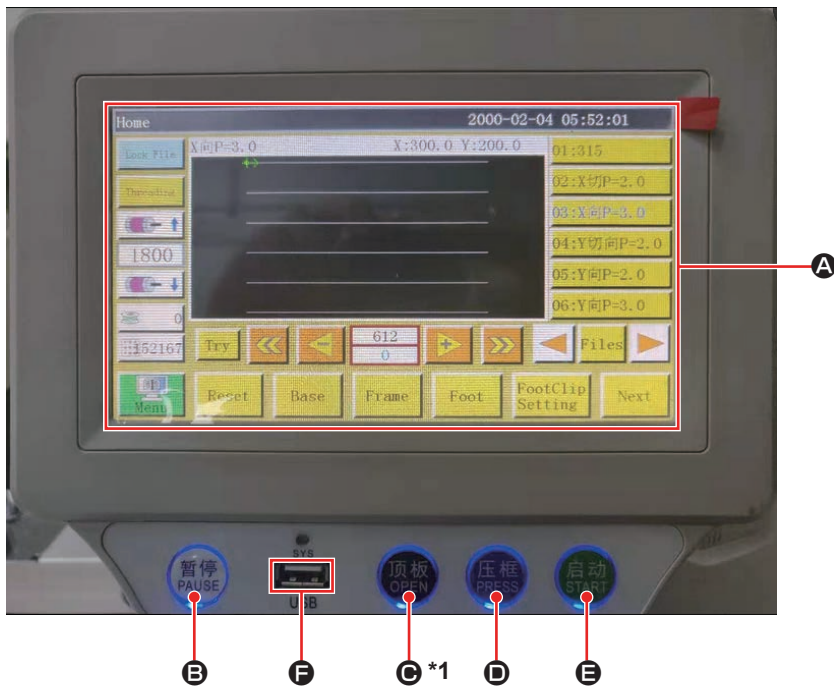 Home 2000-02-04 05:52:01
Lock File
X向P=3.0 X:300.0 Y:200.0
01:315
Threading
02:X切P=2.0
03:X向P=3.0
1800
04:Y切向P=2.0
05:Y向P=2.0
0
06:Y向P=3.0
152167
Try
612
0
Files
Menu
Reset
Base
Frame
Foot
FootClip
Setting
Next
A
暂停
PAUSE
SYS
USB
顶板
OPEN
压框
PRESS
启动
START
B
F
C *1
D
E